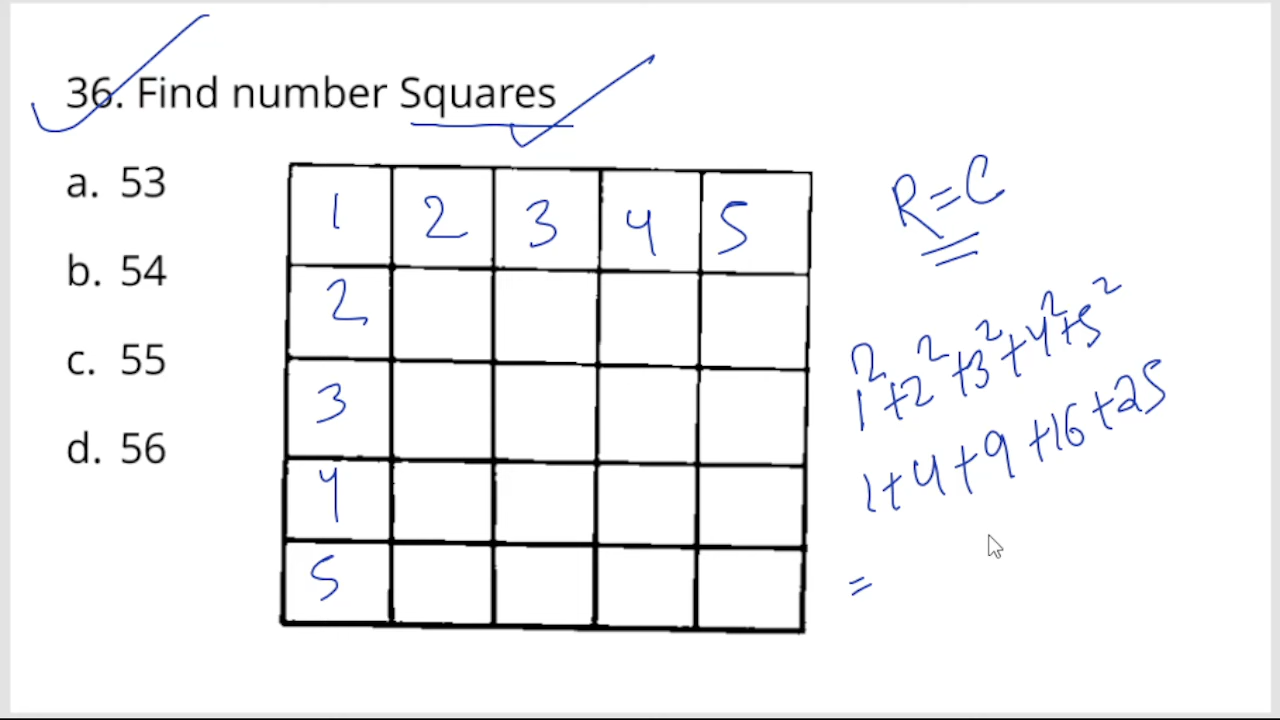 36. Find number Squares
a. 53
b. 54
c. 55
d. 56
1 2 3 4 5
2
3
4
5
R=C
1²+2²+3²+4²+5²
1+4+9+16+25
=